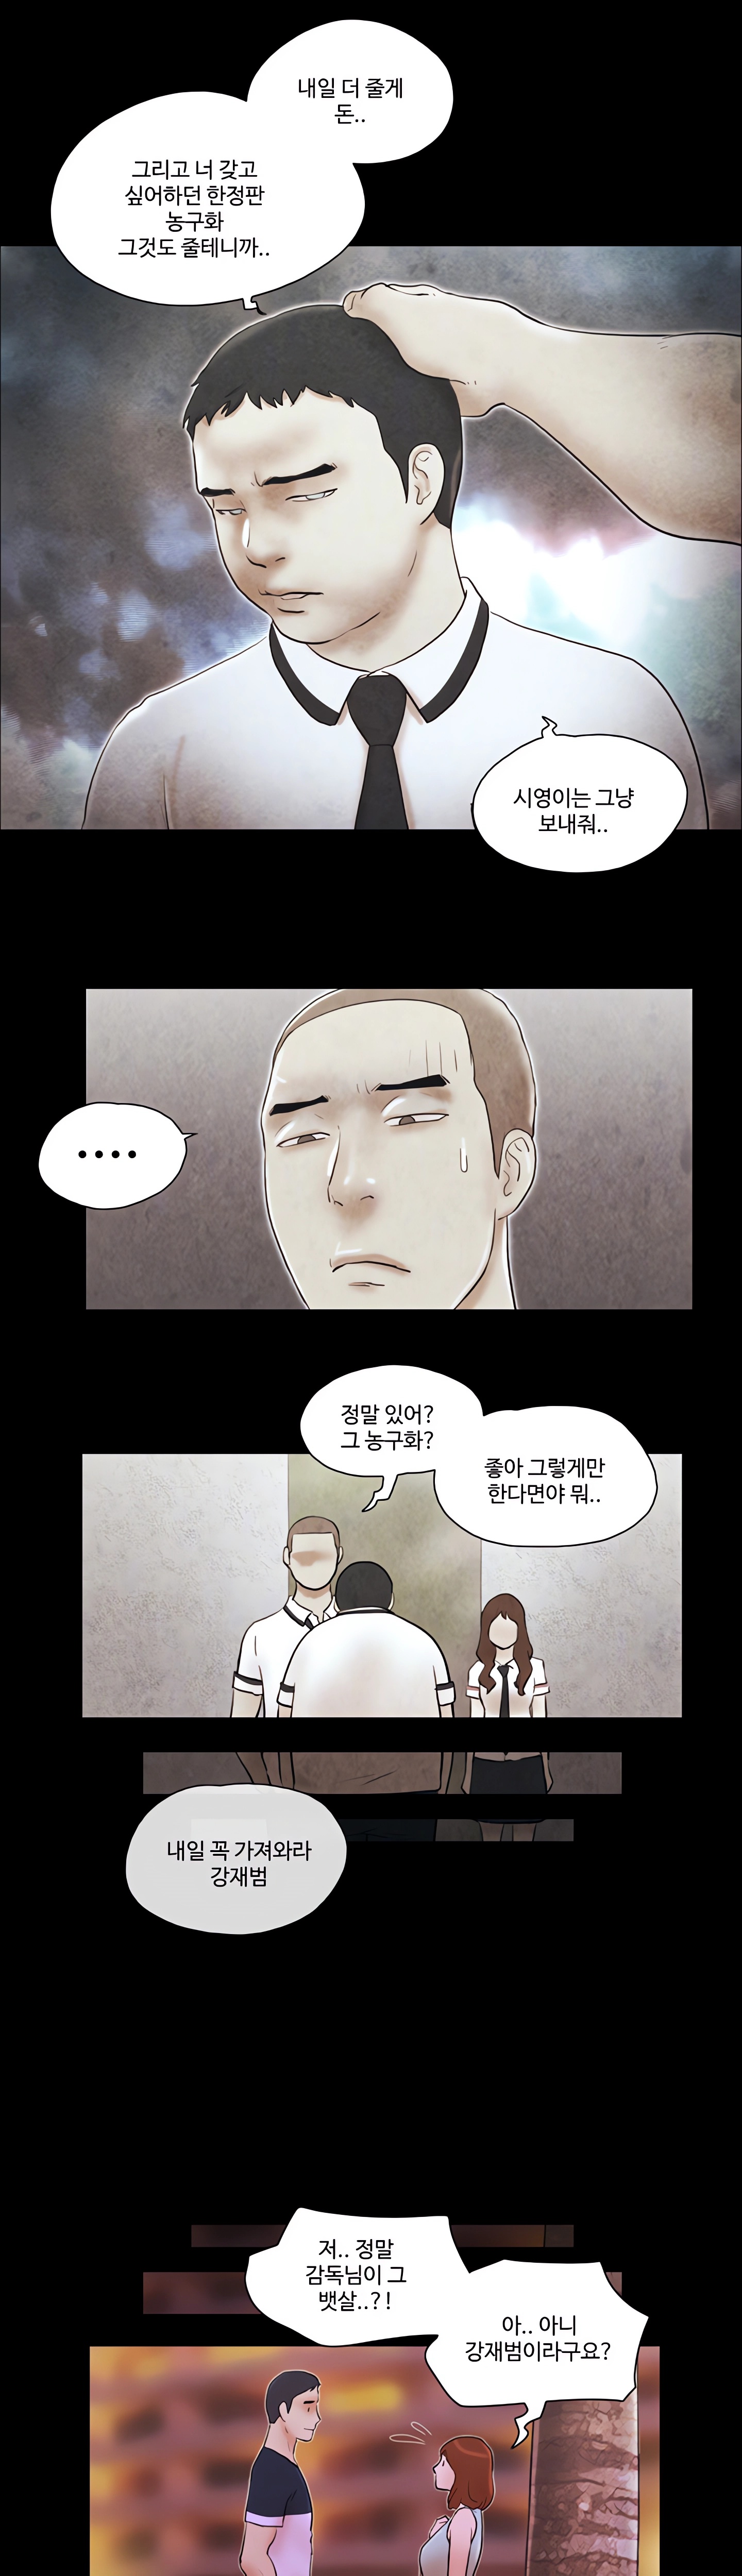 내일 더 줄게
돈..
그리고 너 갖고
싶어하던 한정판
농구화
그것도 줄테니까..
시영이는 그냥
보내줘..
••••
정말 있어?
그 농구화?
좋아 그렇게만
한다면야 뭐..
내일 꼭 가져와라
강재범
저.. 정말
감독님이 그
뱃살..?!
아.. 아니
강재범이라구요?